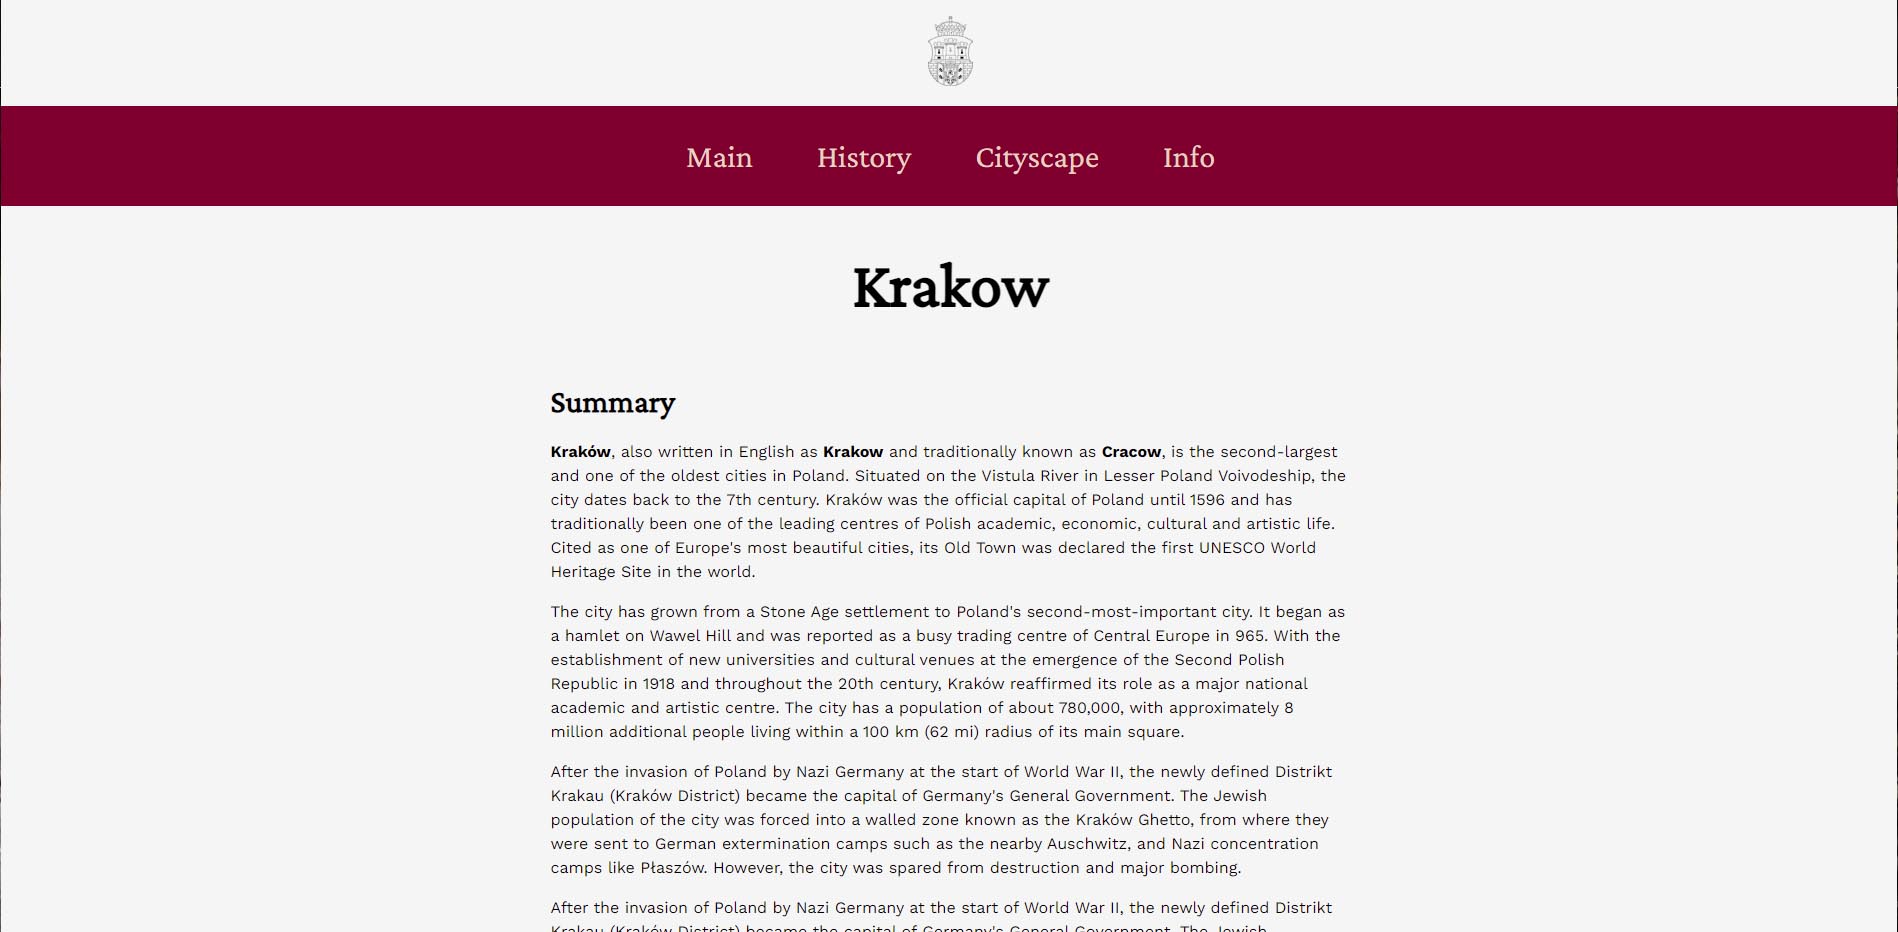 Main History Cityscape Info
Krakow
Summary
Kraków, also written in English as Krakow and traditionally known as Cracow, is the second-largest
and one of the oldest cities in Poland. Situated on the Vistula River in Lesser Poland Voivodeship, the
city dates back to the 7th century. Kraków was the official capital of Poland until 1596 and has
traditionally been one of the leading centres of Polish academic, economic, cultural and artistic life.
Cited as one of Europe's most beautiful cities, its Old Town was declared the first UNESCO World
Heritage Site in the world.
The city has grown from a Stone Age settlement to Poland's second-most-important city. It began as
a hamlet on Wawel Hill and was reported as a busy trading centre of Central Europe in 965. With the
establishment of new universities and cultural venues at the emergence of the Second Polish
Republic in 1918 and throughout the 20th century, Kraków reaffirmed its role as a major national
academic and artistic centre. The city has a population of about 780,000, with approximately 8
million additional people living within a 100 km (62 mi) radius of its main square.
After the invasion of Poland by Nazi Germany at the start of World War II, the newly defined Distrikt
Krakau (Kraków District) became the capital of Germany's General Government. The Jewish
population of the city was forced into a walled zone known as the Kraków Ghetto, from where they
were sent to German extermination camps such as the nearby Auschwitz, and Nazi concentration
camps like Płaszów. However, the city was spared from destruction and major bombing.
After the invasion of Poland by Nazi Germany at the start of World War II, the newly defined Distrikt
Krakau (Kraków District) became the capital of Germany's General Government. The Jewish